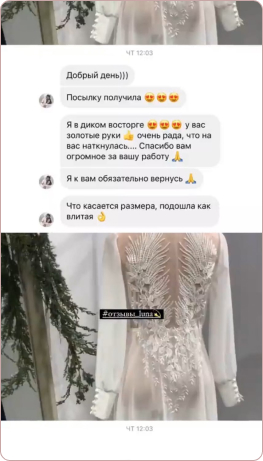 ЧТ 12:03
Добрый день)))
Посылку получила 😍😍😍
Я в диком восторге 😍😍😍 у вас
золотые руки 👍 очень рада, что на
вас наткнулась.... Спасибо вам
огромное за вашу работу 🙏
Я к вам обязательно вернусь 🙏
Что касается размера, подошла как
влитая 👌
#отзывы_luna💫
ЧТ 12:03